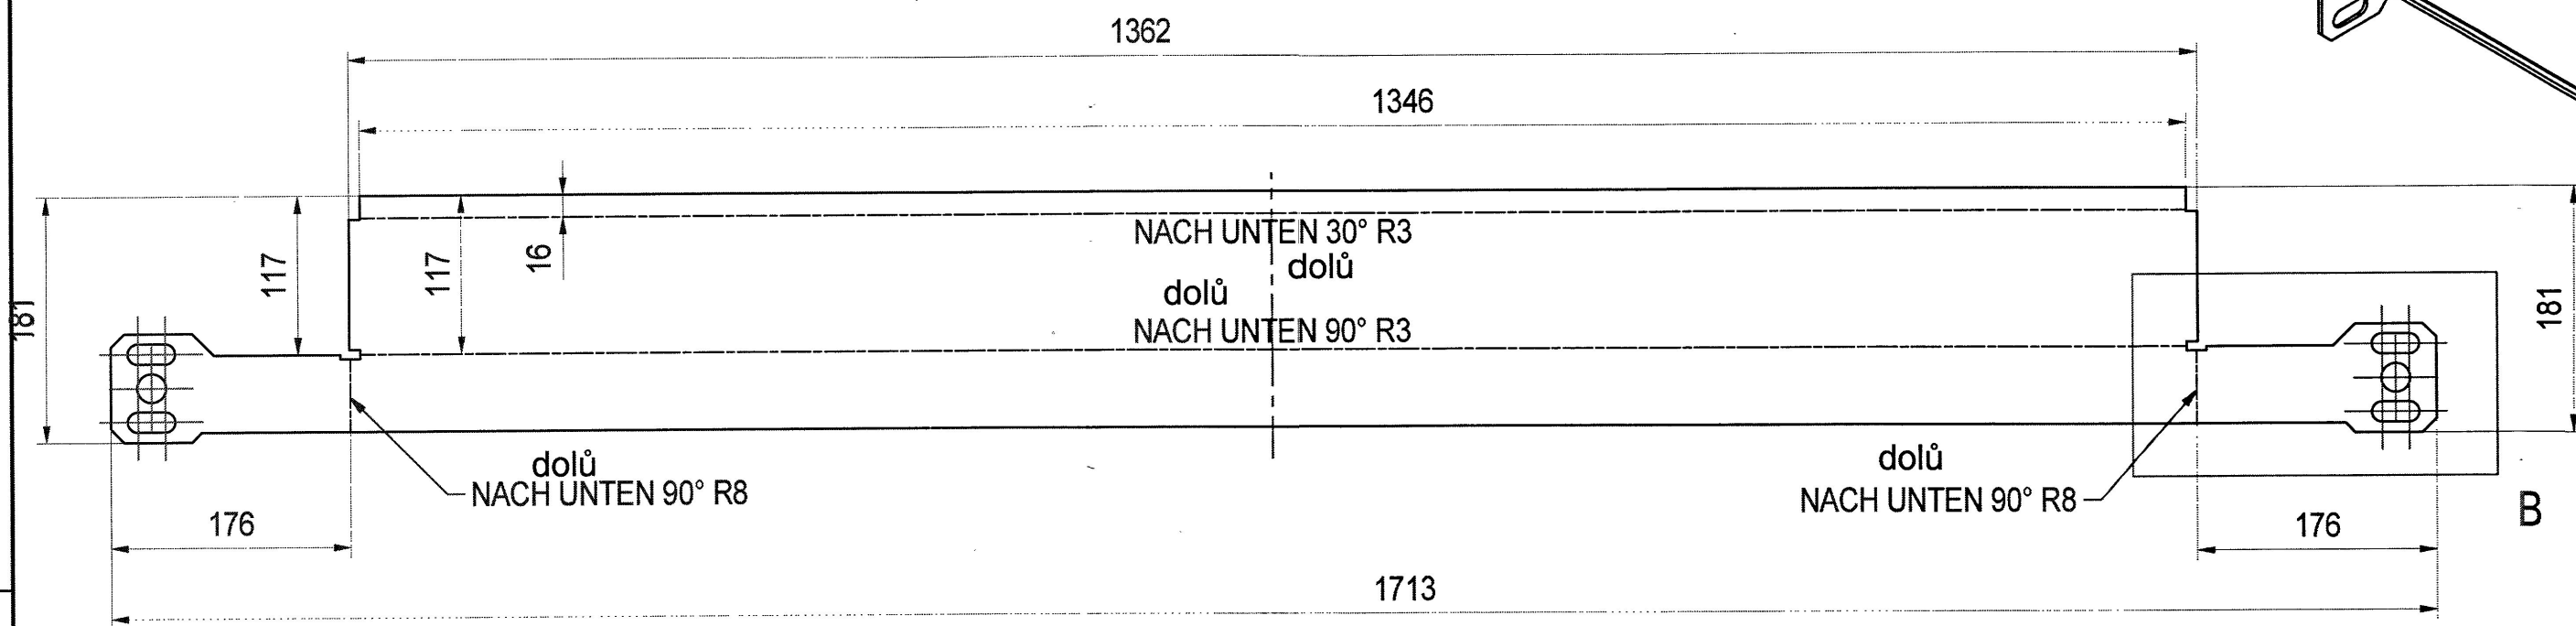 1362
1346
117
117
16
NACH UNTEN 30° R3
dolů
dolů
NACH UNTEN 90° R3
181
181
dolů
NACH UNTEN 90° R8
dolů
NACH UNTEN 90° R8
B
176
176
1713